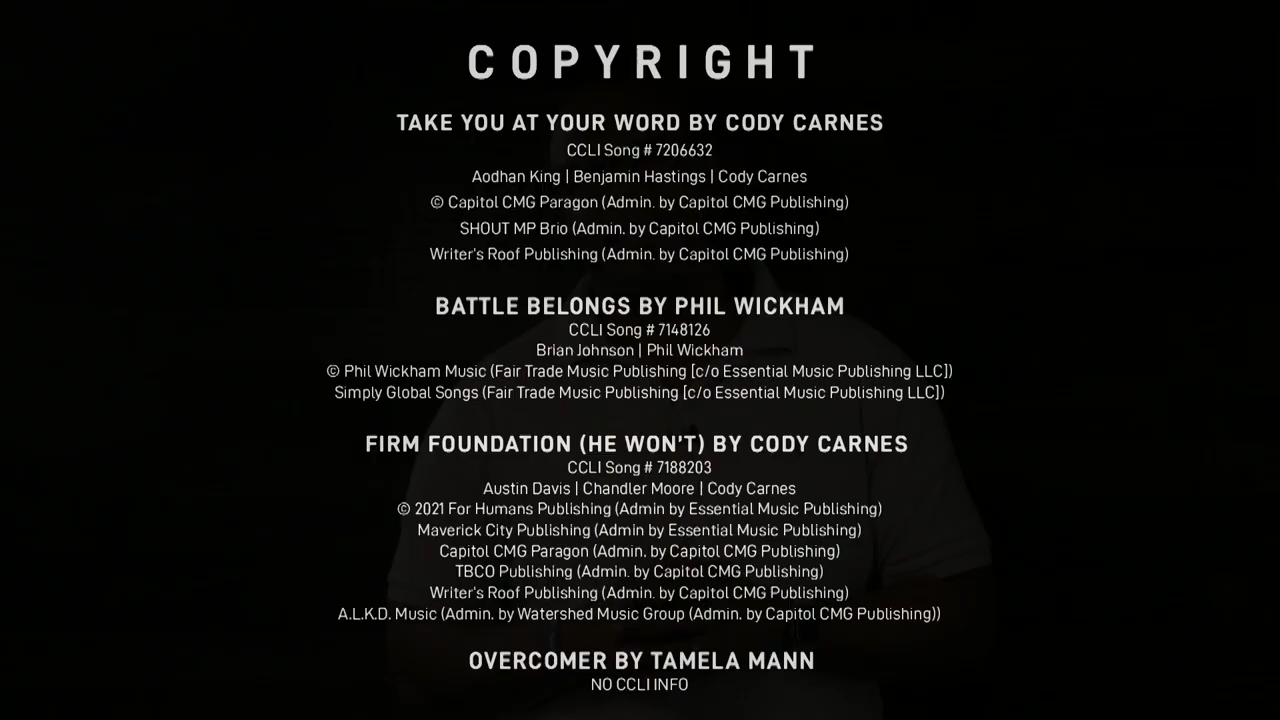 COPYRIGHT
TAKE YOU AT YOUR WORD BY CODY CARNES
CCLI Song # 7206632
Aodhan King | Benjamin Hastings | Cody Carnes
© Capitol CMG Paragon (Admin. by Capitol CMG Publishing)
SHOUT MP Brio (Admin. by Capitol CMG Publishing)
Writer's Roof Publishing (Admin. by Capitol CMG Publishing)
BATTLE BELONGS BY PHIL WICKHAM
CCLI Song # 7148126
Brian Johnson | Phil Wickham
© Phil Wickham Music (Fair Trade Music Publishing [c/o Essential Music Publishing LLC])
Simply Global Songs (Fair Trade Music Publishing [c/o Essential Music Publishing LLC])
FIRM FOUNDATION (HE WON'T) BY CODY CARNES
CCLI Song # 7188203
Austin Davis | Chandler Moore | Cody Carnes
© 2021 For Humans Publishing (Admin by Essential Music Publishing)
Maverick City Publishing (Admin by Essential Music Publishing)
Capitol CMG Paragon (Admin. by Capitol CMG Publishing)
TBCO Publishing (Admin. by Capitol CMG Publishing)
Writer's Roof Publishing (Admin. by Capitol CMG Publishing)
A.L.K.D. Music (Admin. by Watershed Music Group (Admin. by Capitol CMG Publishing))
OVERCOMER BY TAMELA MANN
NO CCLI INFO